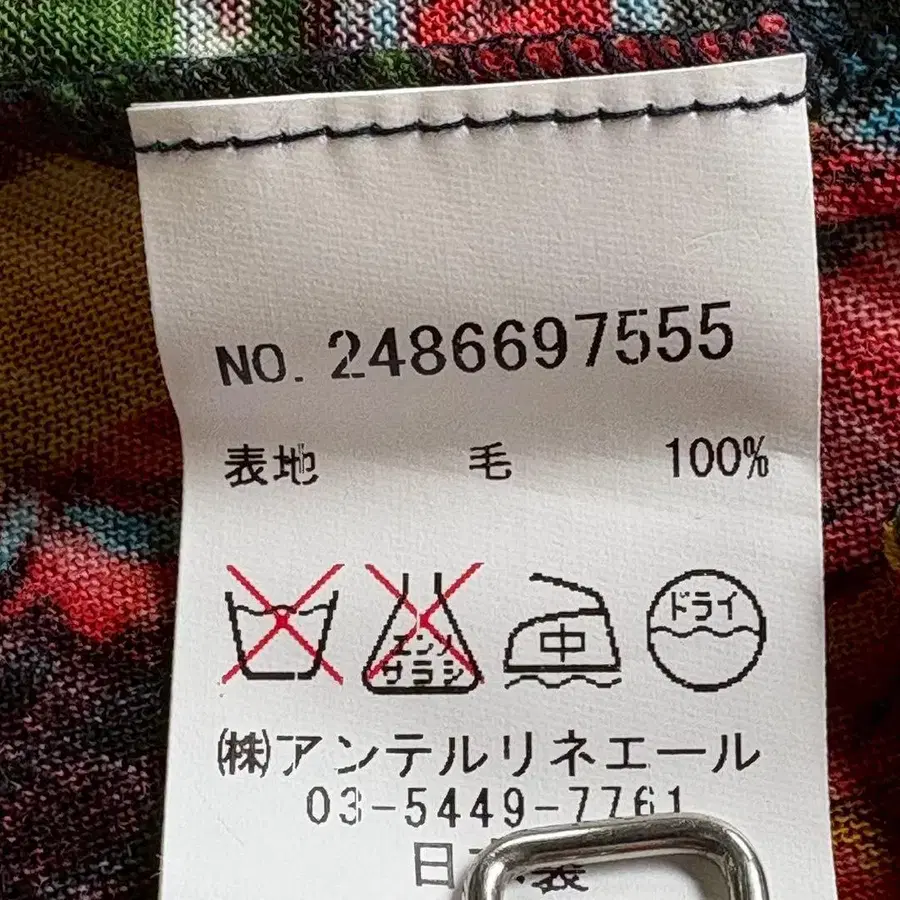 NO. 2486697555
表地 毛 100%
エンソ
サラシ
中
ドライ
㈱アンテルリネエール
03-5449-7761
日